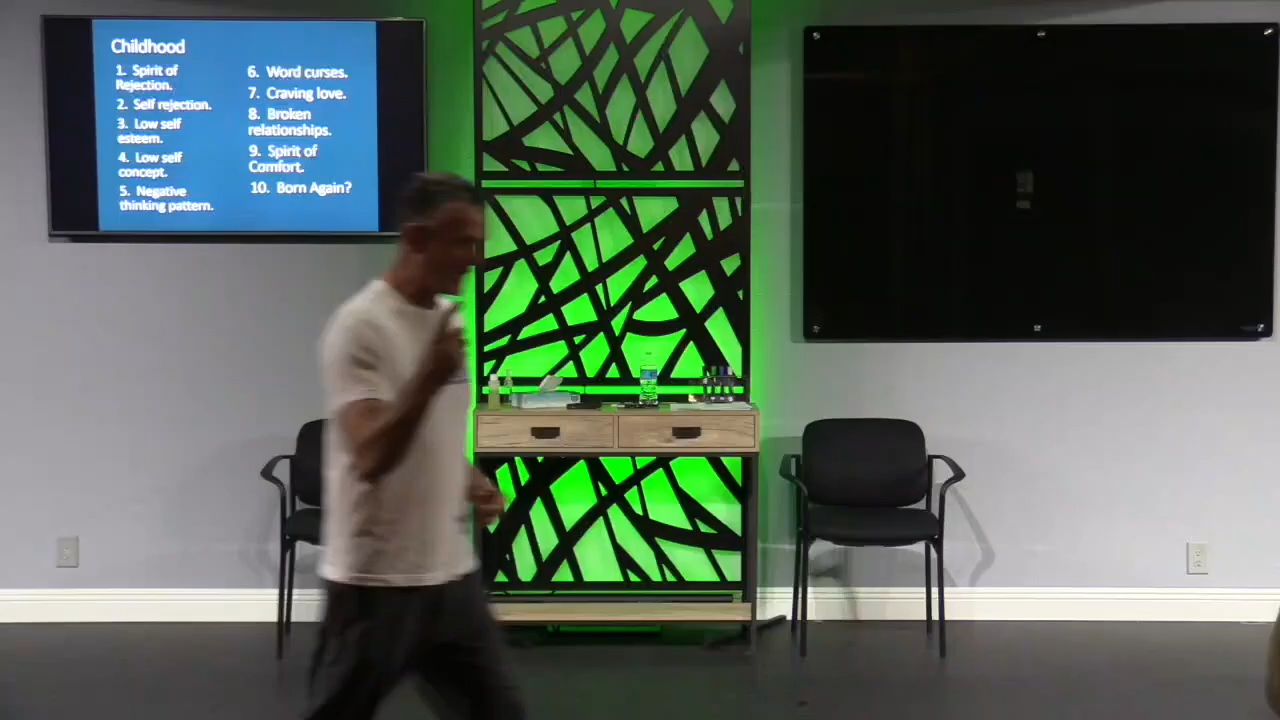 Childhood
1. Spirit of
Rejection.
2. Self rejection.
3. Low self
esteem.
4. Low self
concept.
5. Negative
thinking pattern.
6. Word curses.
7. Craving love.
8. Broken
relationships.
9. Spirit of
Comfort.
10. Born Again?